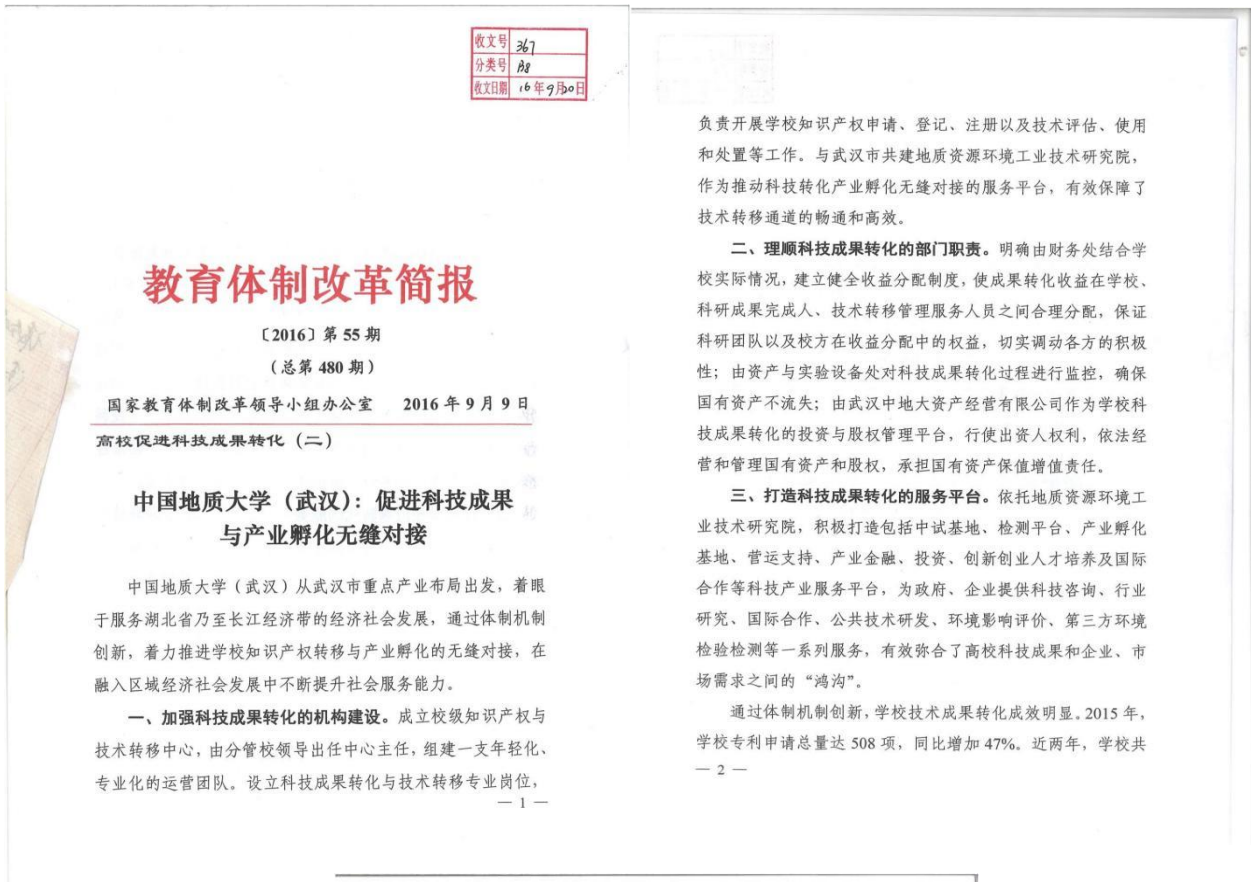 收文号 367
分类号 B8
收文日期 16年9月20日
教育体制改革简报
〔2016〕第 55 期
(总第 480 期)
国家教育体制改革领导小组办公室 2016 年 9 月 9 日
高校促进科技成果转化（二）
中国地质大学（武汉）：促进科技成果
与产业孵化无缝对接
中国地质大学（武汉）从武汉市重点产业布局出发，着眼
于服务湖北省乃至长江经济带的经济社会发展，通过体制机制
创新，着力推进学校知识产权转移与产业孵化的无缝对接，在
融入区域经济社会发展中不断提升社会服务能力。
一、加强科技成果转化的机构建设。成立校级知识产权与
技术转移中心，由分管校领导出任中心主任，组建一支年轻化、
专业化的运营团队。设立科技成果转化与技术转移专业岗位，
— 1 —
负责开展学校知识产权申请、登记、注册以及技术评估、使用
和处置等工作。与武汉市共建地质资源环境工业技术研究院，
作为推动科技转化产业孵化无缝对接的服务平台，有效保障了
技术转移通道的畅通和高效。
二、理顺科技成果转化的部门职责。明确由财务处结合学
校实际情况，建立健全收益分配制度，使成果转化收益在学校、
科研成果完成人、技术转移管理服务人员之间合理分配，保证
科研团队以及校方在收益分配中的权益，切实调动各方的积极
性；由资产与实验设备处对科技成果转化过程进行监控，确保
国有资产不流失；由武汉中地大资产经营有限公司作为学校科
技成果转化的投资与股权管理平台，行使出资人权利，依法经
营和管理国有资产和股权，承担国有资产保值增值责任。
三、打造科技成果转化的服务平台。依托地质资源环境工
业技术研究院，积极打造包括中试基地、检测平台、产业孵化
基地、营运支持、产业金融、投资、创新创业人才培养及国际
合作等科技产业服务平台，为政府、企业提供科技咨询、行业
研究、国际合作、公共技术研发、环境影响评价、第三方环境
检验检测等一系列服务，有效弥合了高校科技成果和企业、市
场需求之间的“鸿沟”。
通过体制机制创新，学校技术成果转化成效明显。2015 年，
学校专利申请总量达 508 项，同比增加 47%。近两年，学校共
— 2 —